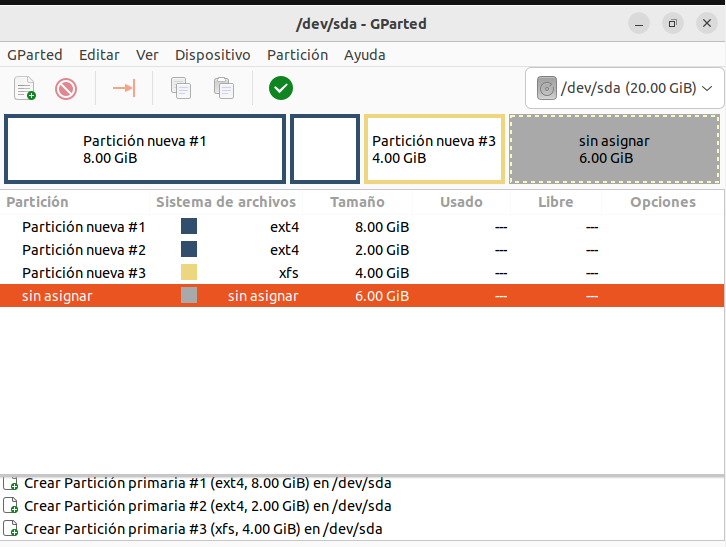 /dev/sda - GParted
GParted Editar Ver Dispositivo Partición Ayuda
/dev/sda (20.00 GiB)
Partición nueva #1
8.00 GiB
Partición nueva #3
4.00 GiB
sin asignar
6.00 GiB
Partición Sistema de archivos Tamaño Usado Libre Opciones
Partición nueva #1 ext4 8.00 GiB --- ---
Partición nueva #2 ext4 2.00 GiB --- ---
Partición nueva #3 xfs 4.00 GiB --- ---
sin asignar sin asignar 6.00 GiB --- ---
Crear Partición primaria #1 (ext4, 8.00 GiB) en /dev/sda
Crear Partición primaria #2 (ext4, 2.00 GiB) en /dev/sda
Crear Partición primaria #3 (xfs, 4.00 GiB) en /dev/sda